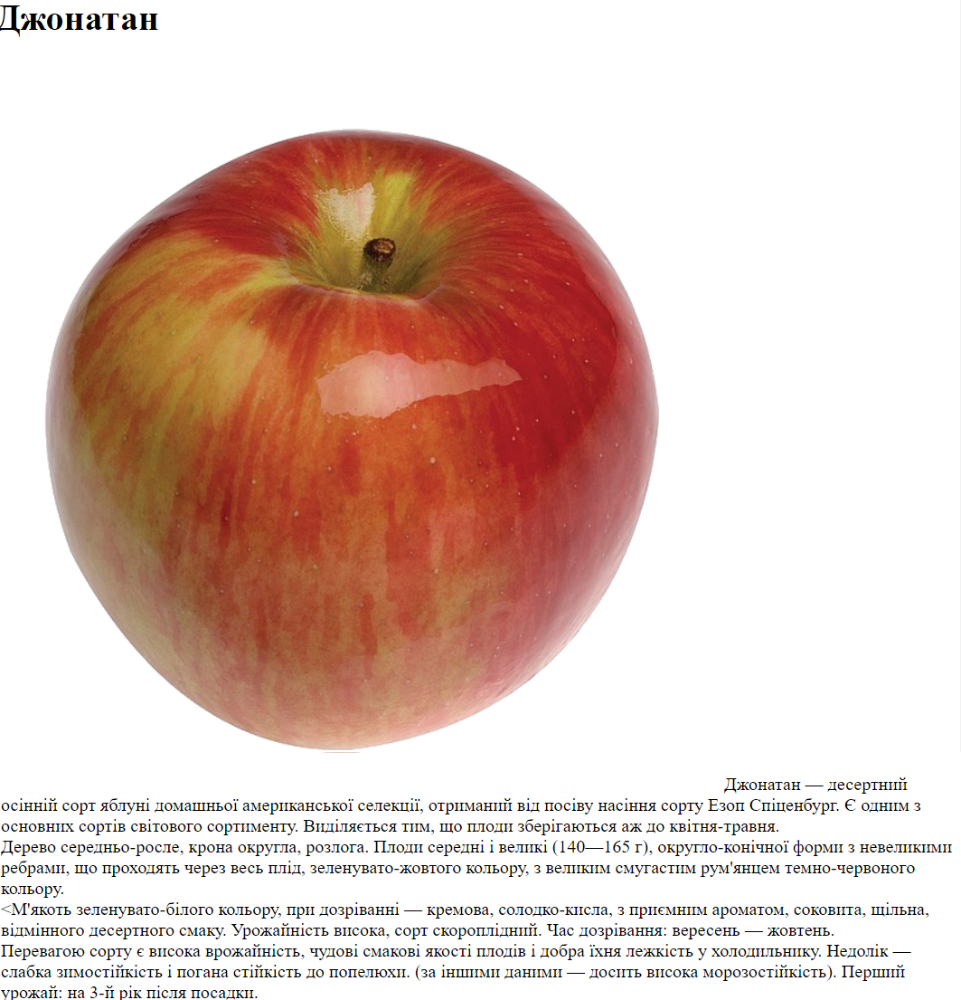 Джонатан
Джонатан — десертний
осінній сорт яблуні домашньої американської селекції, отриманий від посіву насіння сорту Езоп Спіценбург. Є одним з
основних сортів світового сортименту. Виділяється тим, що плоди зберігаються аж до квітня-травня.
Дерево середньо-росле, крона округла, розлога. Плоди середні і великі (140—165 г), округло-конічної форми з невеликими
ребрами, що проходять через весь плід, зеленувато-жовтого кольору, з великим смугастим рум'янцем темно-червоного
кольору.
<М'якоть зеленувато-білого кольору, при дозріванні — кремова, солодко-кисла, з приємним ароматом, соковита, щільна,
відмінного десертного смаку. Урожайність висока, сорт скороплідний. Час дозрівання: вересень — жовтень.
Перевагою сорту є висока врожайність, чудові смакові якості плодів і добра їхня лежкість у холодильнику. Недолік —
слабка зимостійкість і погана стійкість до попелюхи. (за іншими даними — досить висока морозостійкість). Перший
урожай: на 3-й рік після посадки.